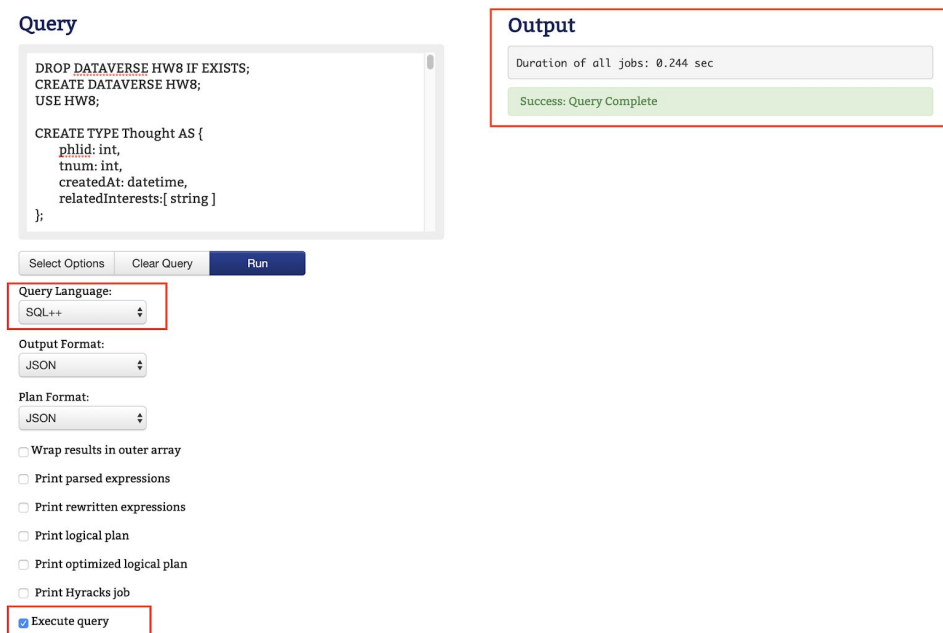 Query
DROP DATAVERSE HW8 IF EXISTS;
CREATE DATAVERSE HW8;
USE HW8;
CREATE TYPE Thought AS {
phlid: int,
tnum: int,
createdAt: datetime,
relatedInterests:[ string ]
};
Select Options Clear Query Run
Query Language:
SQL++
Output Format:
JSON
Plan Format:
JSON
Wrap results in outer array
Print parsed expressions
Print rewritten expressions
Print logical plan
Print optimized logical plan
Print Hyracks job
Execute query
Output
Duration of all jobs: 0.244 sec
Success: Query Complete